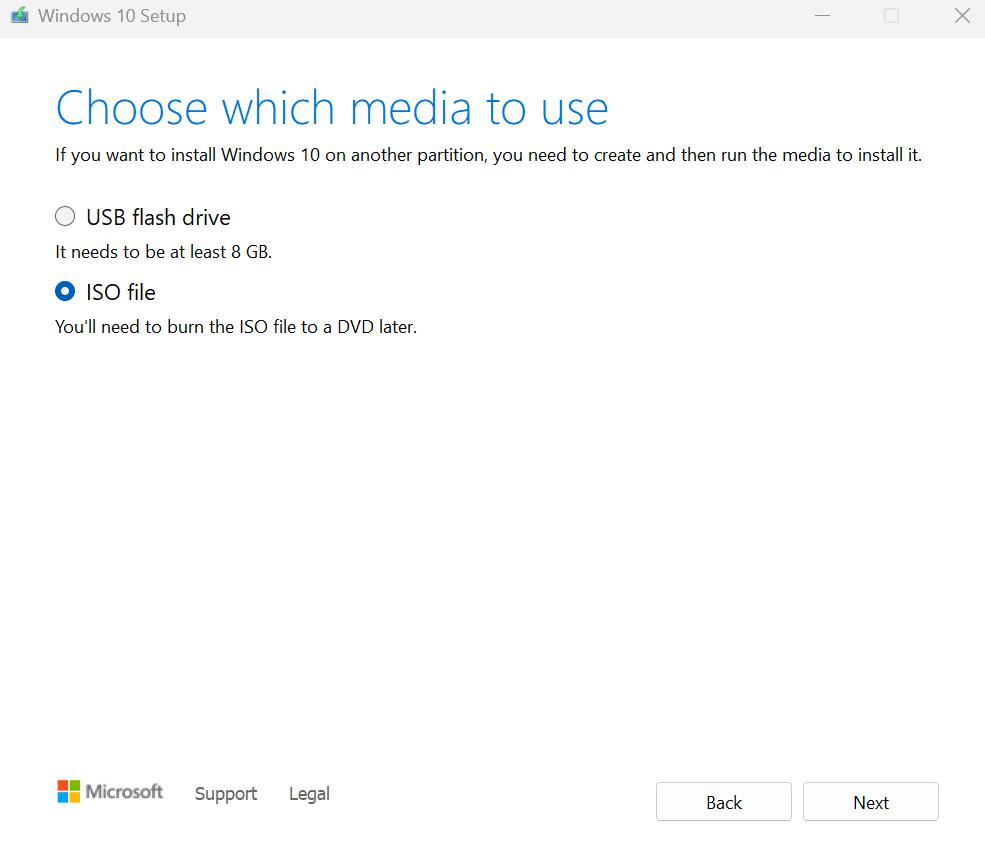 Windows 10 Setup
Choose which media to use
If you want to install Windows 10 on another partition, you need to create and then run the media to install it.
USB flash drive
It needs to be at least 8 GB.
ISO file
You'll need to burn the ISO file to a DVD later.
Microsoft Support Legal Back Next